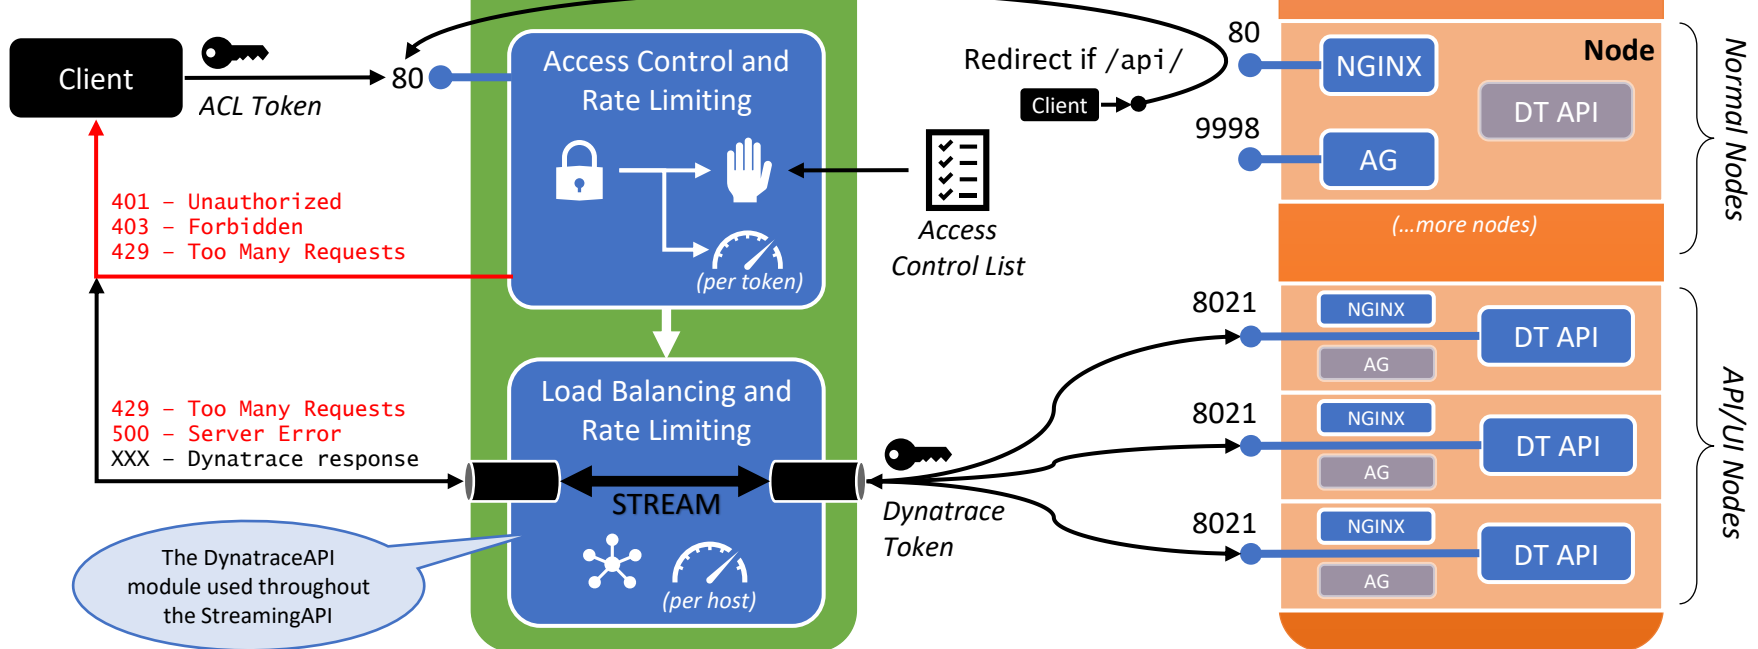 Client
ACL Token
80
401 – Unauthorized
403 – Forbidden
429 – Too Many Requests
429 – Too Many Requests
500 – Server Error
XXX – Dynatrace response
The DynatraceAPI
module used throughout
the StreamingAPI
Access Control and
Rate Limiting
(per token)
Load Balancing and
Rate Limiting
STREAM
(per host)
Redirect if /api/
Client
Access
Control List
Dynatrace
Token
80
NGINX
Node
DT API
9998
AG
(...more nodes)
Normal Nodes
8021
NGINX
DT API
AG
8021
NGINX
DT API
AG
8021
NGINX
DT API
AG
API/UI Nodes